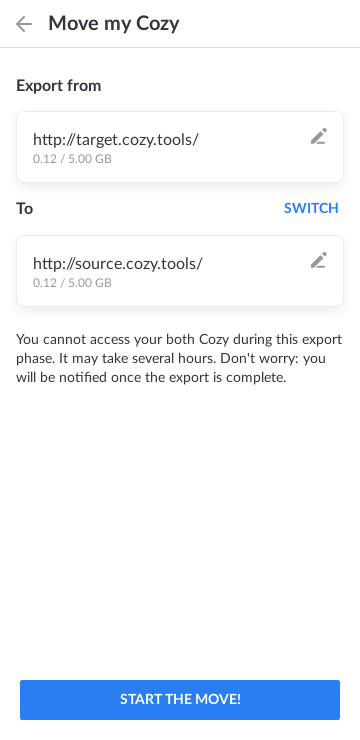 Move my Cozy
Export from
http://target.cozy.tools/
0.12 / 5.00 GB
To
SWITCH
http://source.cozy.tools/
0.12 / 5.00 GB
You cannot access your both Cozy during this export
phase. It may take several hours. Don't worry: you
will be notified once the export is complete.
START THE MOVE!